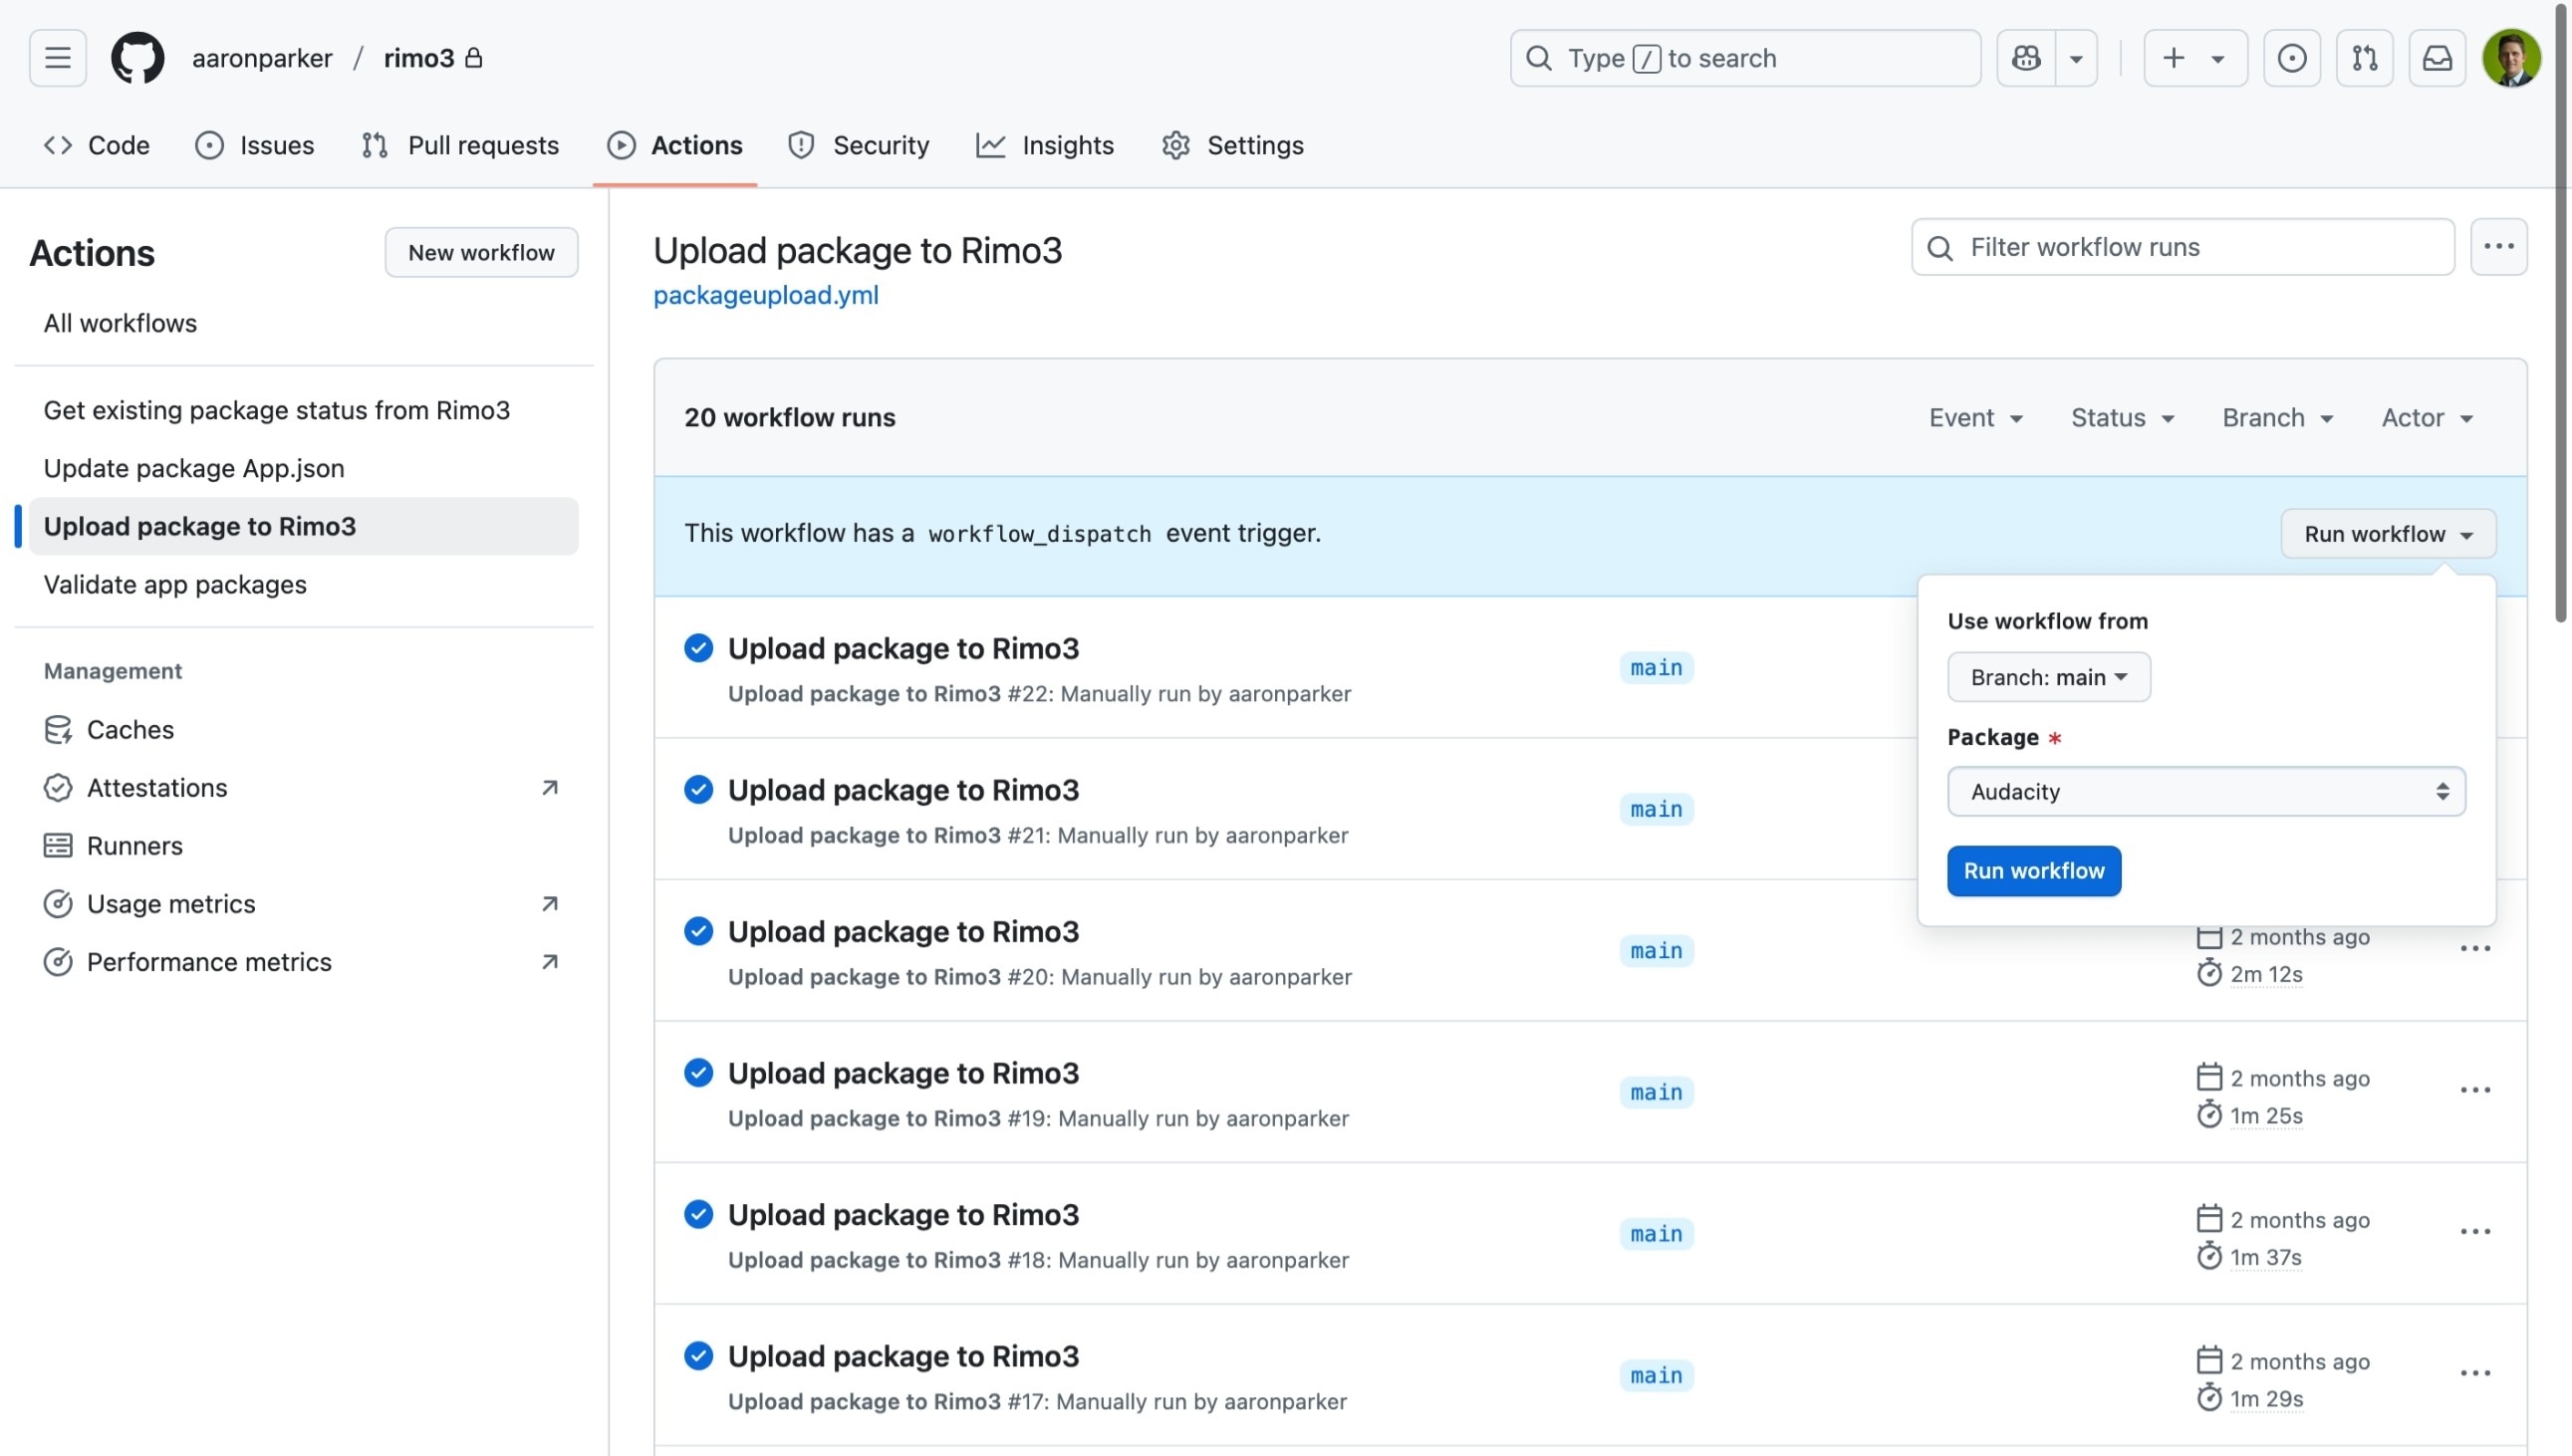 aaronparker / rimo3
Type / to search
Code Issues Pull requests Actions Security Insights Settings
Actions
New workflow
All workflows
Get existing package status from Rimo3
Update package App.json
Upload package to Rimo3
Validate app packages
Management
Caches
Attestations
Runners
Usage metrics
Performance metrics
Upload package to Rimo3
packageupload.yml
Filter workflow runs
20 workflow runs
Event Status Branch Actor
This workflow has a workflow_dispatch event trigger.
Run workflow
Use workflow from
Branch: main
Package *
Audacity
Run workflow
Upload package to Rimo3
Upload package to Rimo3 #22: Manually run by aaronparker
main
Upload package to Rimo3
Upload package to Rimo3 #21: Manually run by aaronparker
main
Upload package to Rimo3
Upload package to Rimo3 #20: Manually run by aaronparker
main
2 months ago
2m 12s
Upload package to Rimo3
Upload package to Rimo3 #19: Manually run by aaronparker
main
2 months ago
1m 25s
Upload package to Rimo3
Upload package to Rimo3 #18: Manually run by aaronparker
main
2 months ago
1m 37s
Upload package to Rimo3
Upload package to Rimo3 #17: Manually run by aaronparker
main
2 months ago
1m 29s